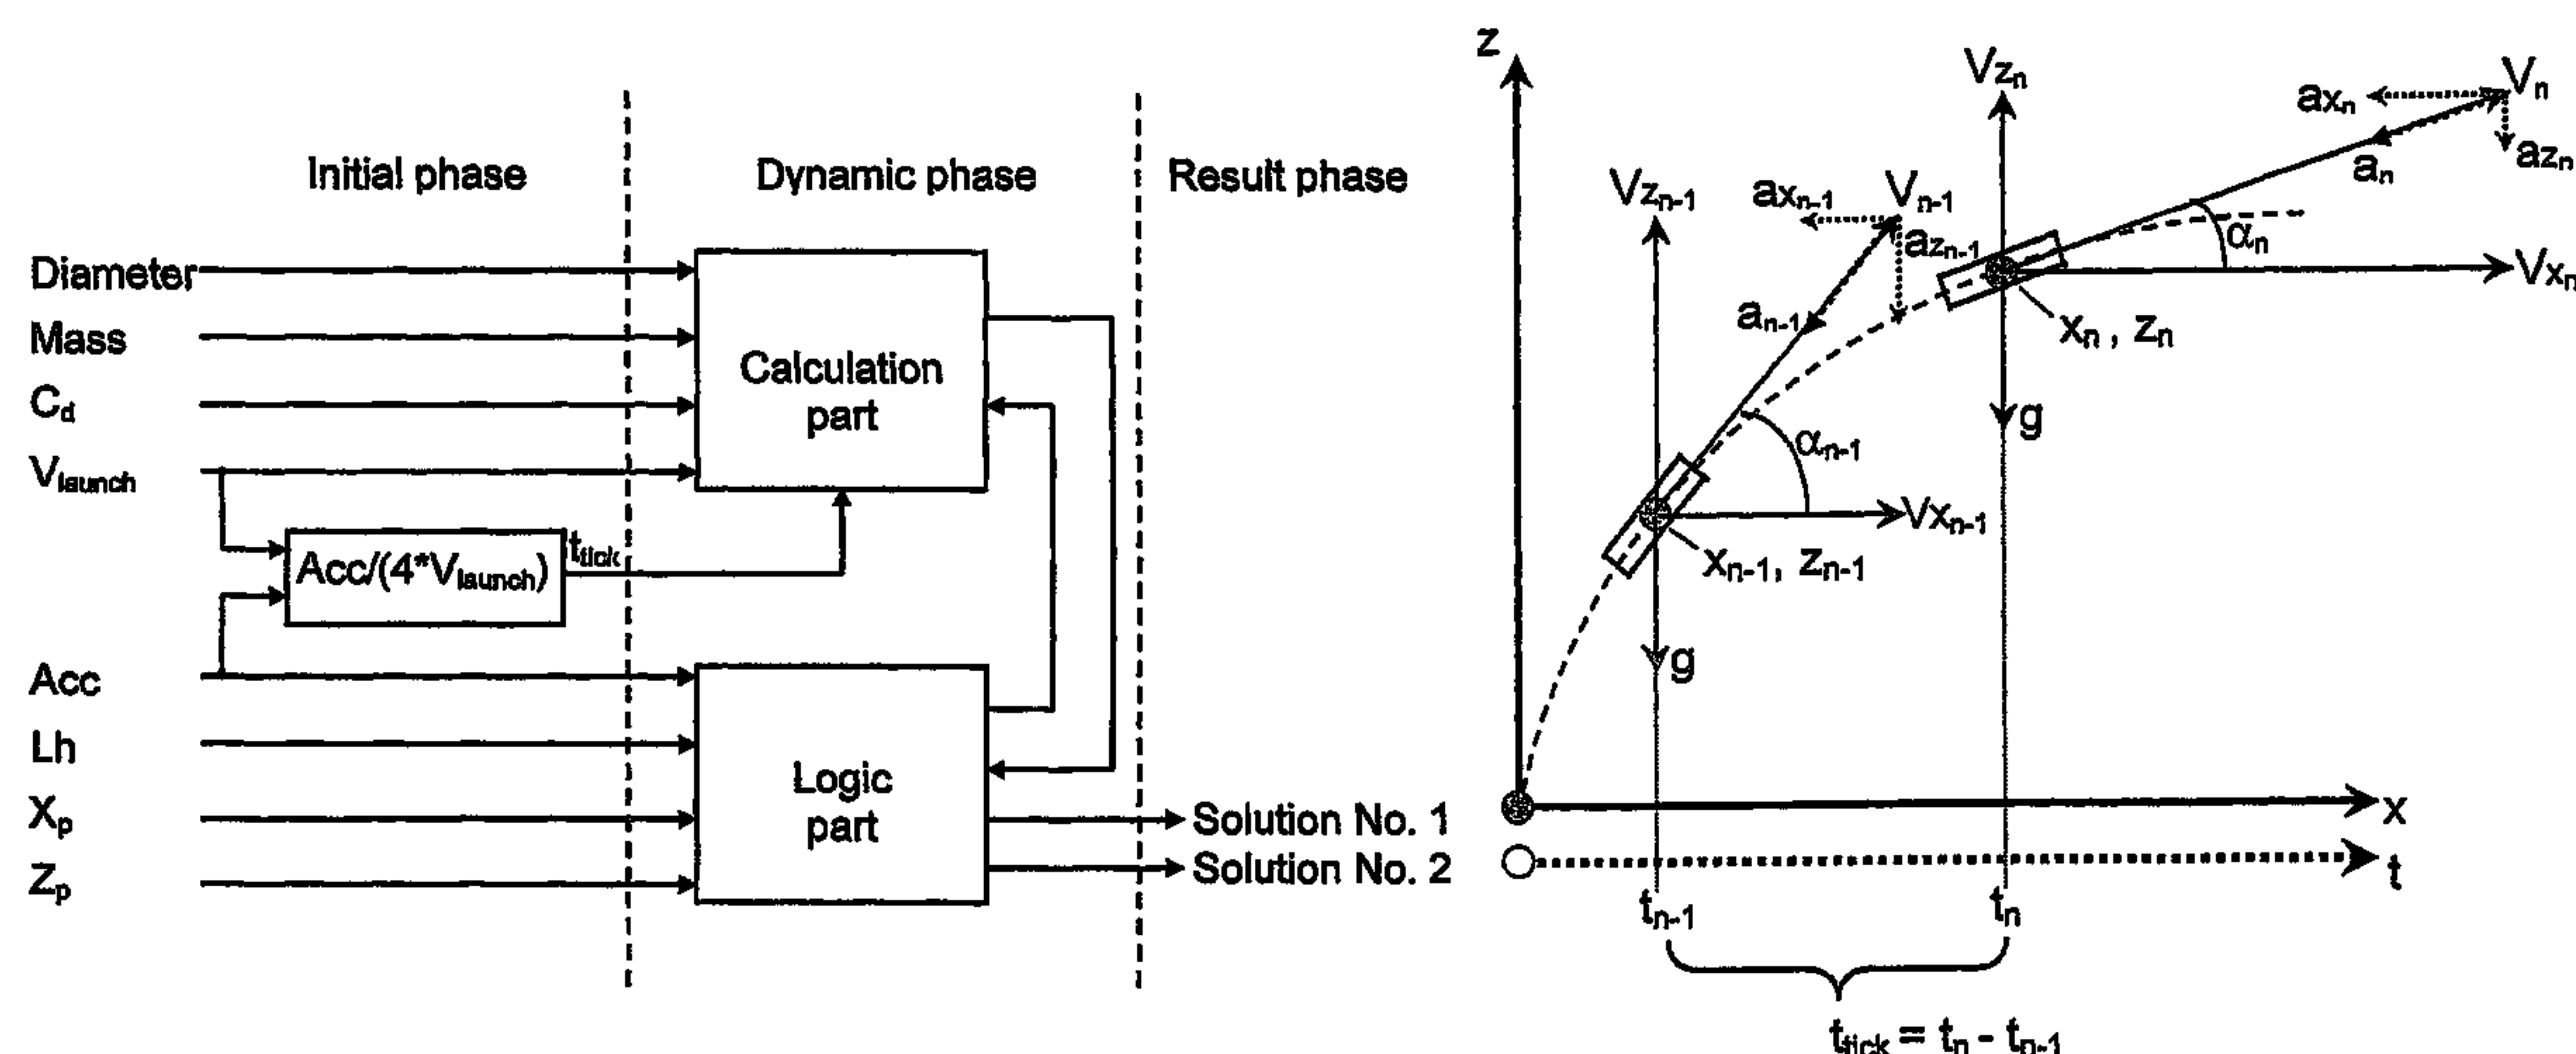 Initial phase
Dynamic phase
Result phase
Diameter
Mass
Cd
Vlaunch
Acc/(4*Vlaunch)
ttick
Acc
Lh
Xp
Zp
Calculation
part
Logic
part
Solution No. 1
Solution No. 2
z
Vzn-1
axn-1
Vn-1
azn-1
an-1
αn-1
Vxn-1
xn-1, zn-1
g
Vzn
axn
Vn
azn
an
αn
Vxn
xn , zn
g
x
t
tn-1
tn
ttick = tn - tn-1